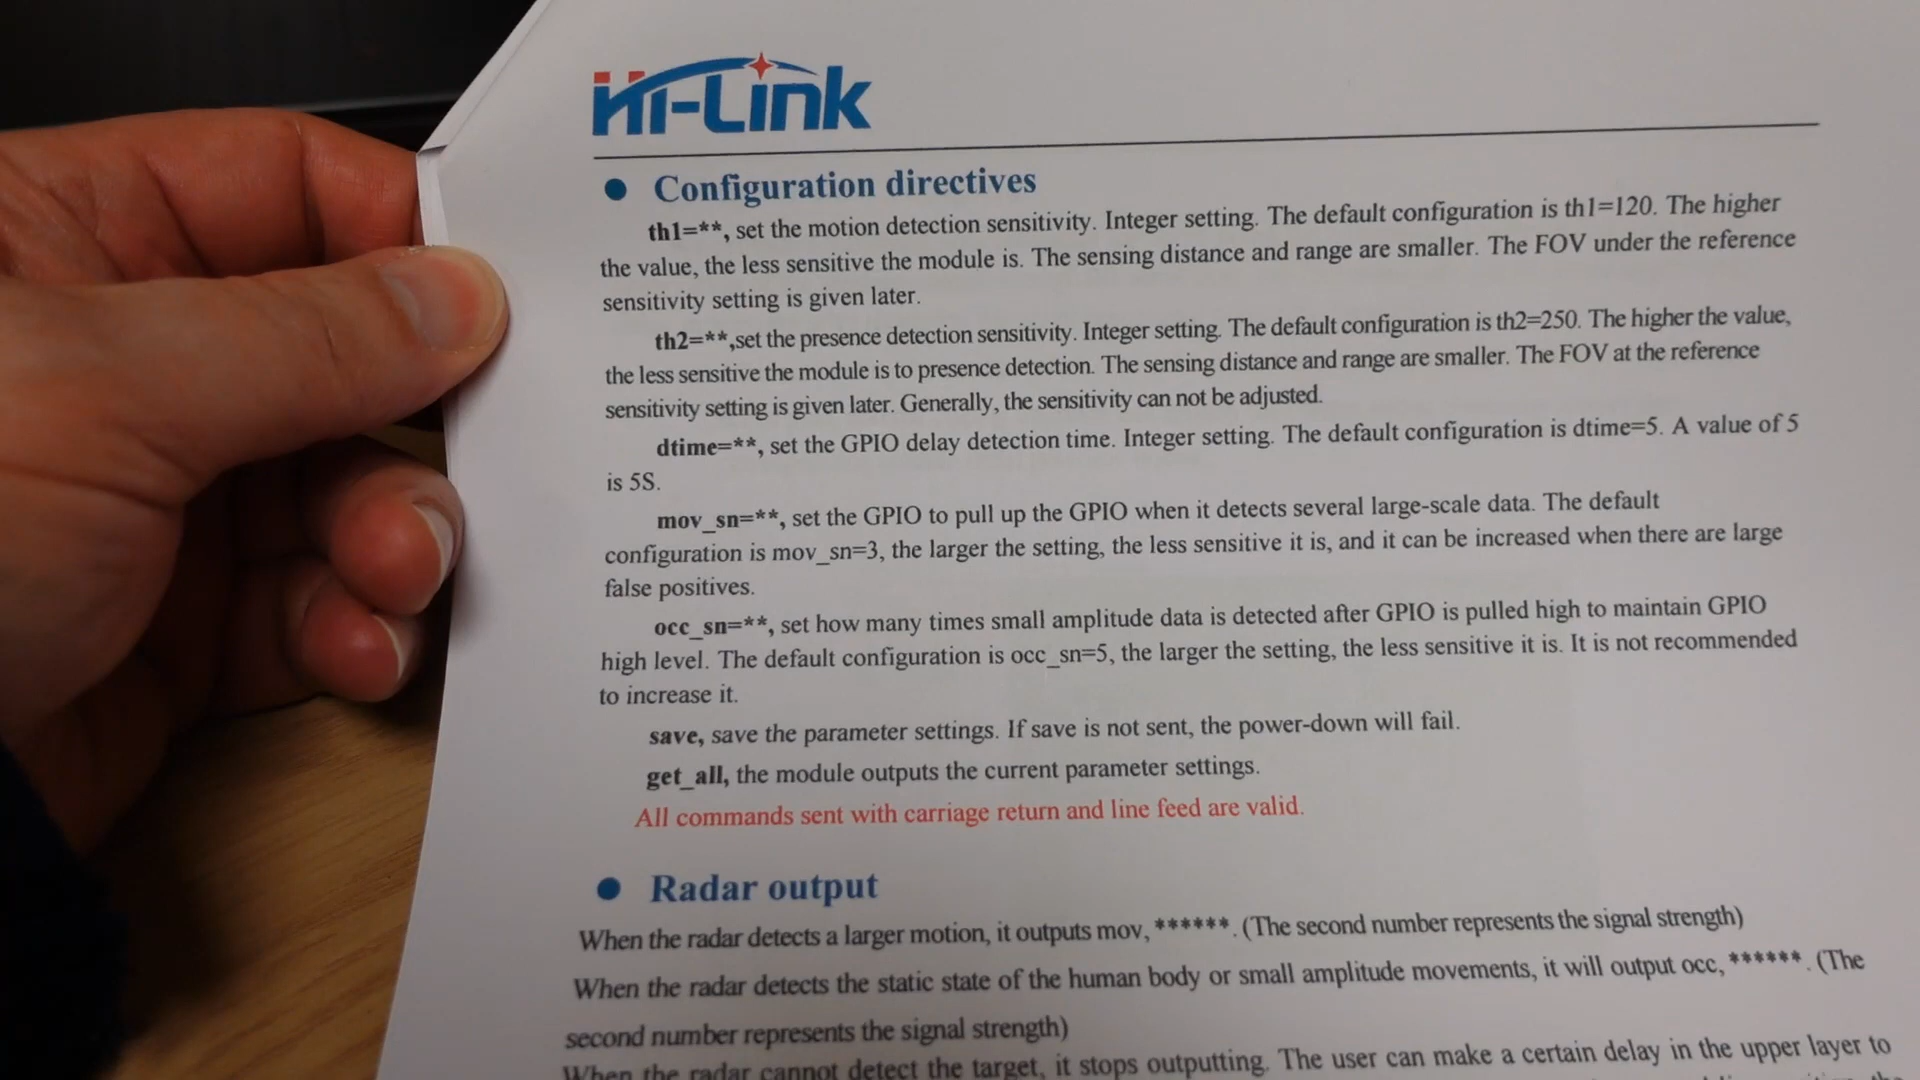 Hi-Link
● Configuration directives
th1=**, set the motion detection sensitivity. Integer setting. The default configuration is th1=120. The higher
the value, the less sensitive the module is. The sensing distance and range are smaller. The FOV under the reference
sensitivity setting is given later.
th2=**,set the presence detection sensitivity. Integer setting. The default configuration is th2=250. The higher the value,
the less sensitive the module is to presence detection. The sensing distance and range are smaller. The FOV at the reference
sensitivity setting is given later. Generally, the sensitivity can not be adjusted.
dtime=**, set the GPIO delay detection time. Integer setting. The default configuration is dtime=5. A value of 5
is 5S.
mov_sn=**, set the GPIO to pull up the GPIO when it detects several large-scale data. The default
configuration is mov_sn=3, the larger the setting, the less sensitive it is, and it can be increased when there are large
false positives.
occ_sn=**, set how many times small amplitude data is detected after GPIO is pulled high to maintain GPIO
high level. The default configuration is occ_sn=5, the larger the setting, the less sensitive it is. It is not recommended
to increase it.
save, save the parameter settings. If save is not sent, the power-down will fail.
get_all, the module outputs the current parameter settings.
All commands sent with carriage return and line feed are valid.
● Radar output
When the radar detects a larger motion, it outputs mov, ******. (The second number represents the signal strength)
When the radar detects the static state of the human body or small amplitude movements, it will output occ, ******. (The
second number represents the signal strength)
When the radar cannot detect the target, it stops outputting. The user can make a certain delay in the upper layer to